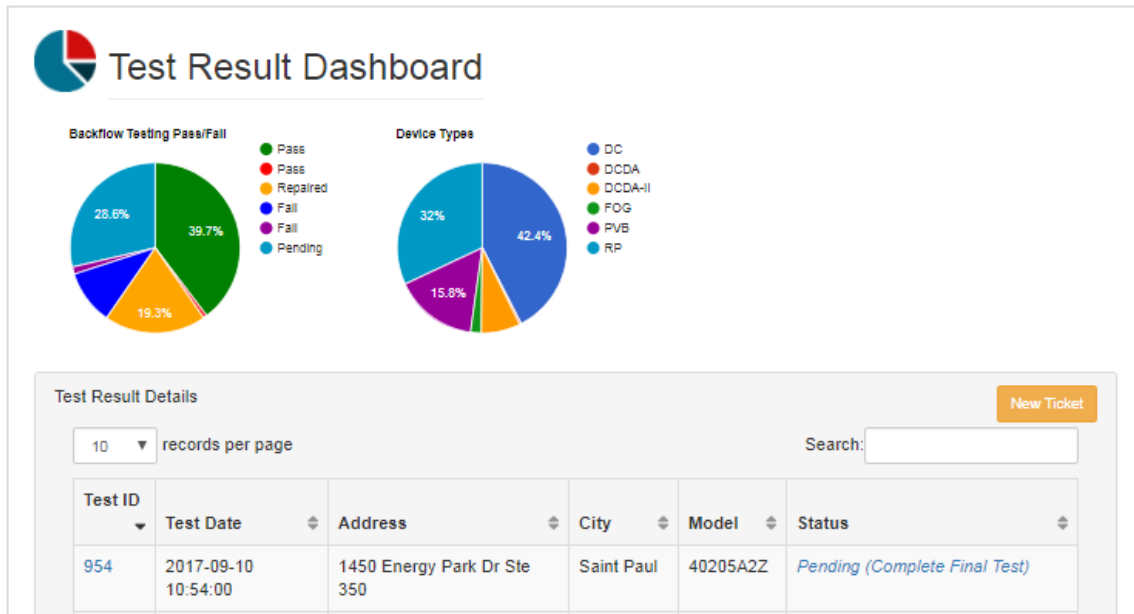 Test Result Dashboard
Backflow Testing Pass/Fail
Pass
Pass
Repaired
Fail
Fail
Pending
28.6%
39.7%
19.3%
Device Types
DC
DCDA
DCDA-II
FOG
PVB
RP
32%
42.4%
15.8%
Test Result Details
New Ticket
10 records per page
Search:
Test ID Test Date Address City Model Status
954 2017-09-10 1450 Energy Park Dr Ste Saint Paul 40205A2Z Pending (Complete Final Test)
10:54:00 350